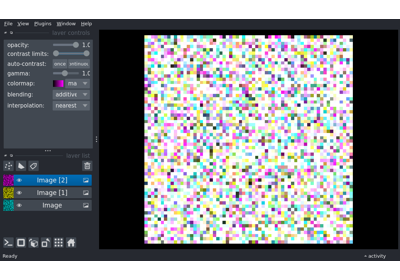 File View Plugins Window Help
layer controls
opacity: 1.0
contrast limits:
auto-contrast: once
gamma: 1.0
colormap: ma
blending: additive
interpolation: nearest
layer list
Image [2]
Image [1]
Image
Ready
activity